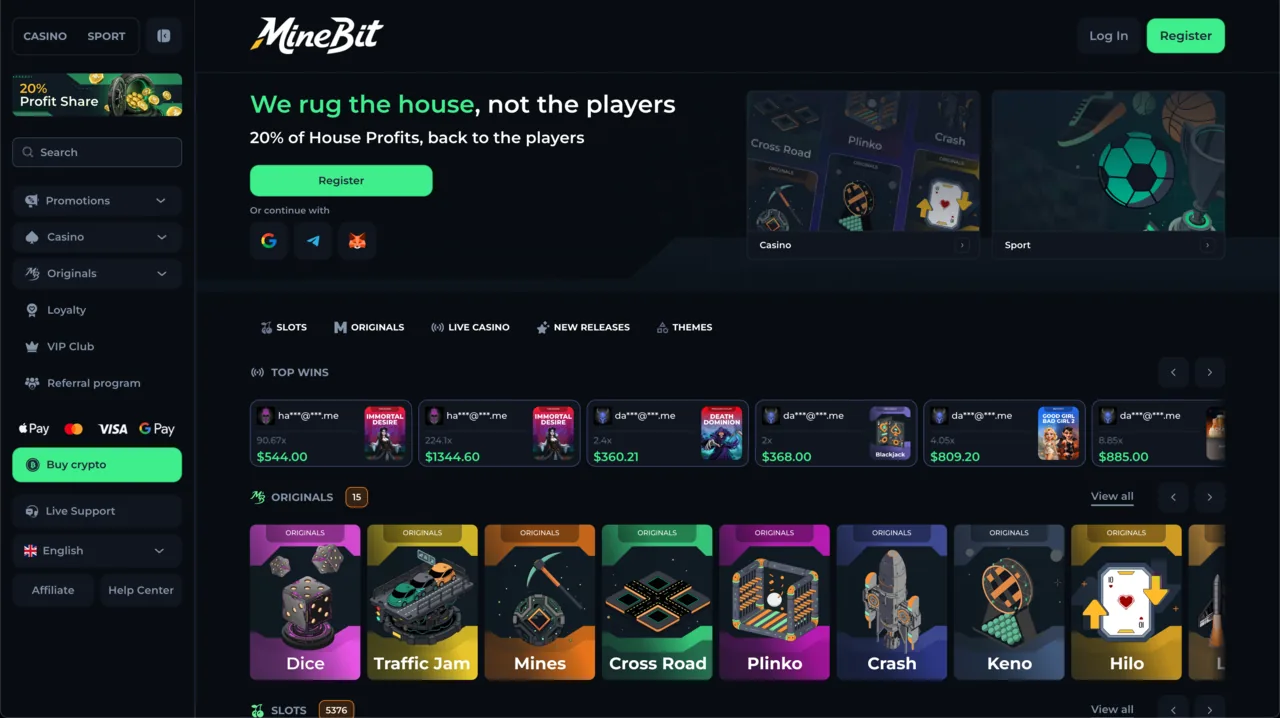 CASINO SPORT
20%
Profit Share
Search
Promotions
Casino
Originals
Loyalty
VIP Club
Referral program
Pay VISA G Pay
Buy crypto
Live Support
English
Affiliate Help Center
MineBit
Log In Register
We rug the house, not the players
20% of House Profits, back to the players
Register
Or continue with
Cross Road Plinko Crash
ORIGINALS ORIGINALS ORIGINALS
Casino
Sport
SLOTS ORIGINALS LIVE CASINO NEW RELEASES THEMES
TOP WINS
ha***@***.me
90.67x
$544.00
IMMORTAL
DESIRE
ha***@***.me
224.1x
$1344.60
IMMORTAL
DESIRE
da***@***.me
2.4x
$360.21
DEATH
DOMINION
da***@***.me
2x
$368.00
Blackjack
da***@***.me
4.05x
$809.20
GOOD GIRL
BAD GIRL 2
da***@***.me
8.85x
$885.00
ORIGINALS 15 View all
ORIGINALS ORIGINALS ORIGINALS ORIGINALS ORIGINALS ORIGINALS ORIGINALS ORIGINALS
Dice Traffic Jam Mines Cross Road Plinko Crash Keno Hilo L
SLOTS 5376 View all